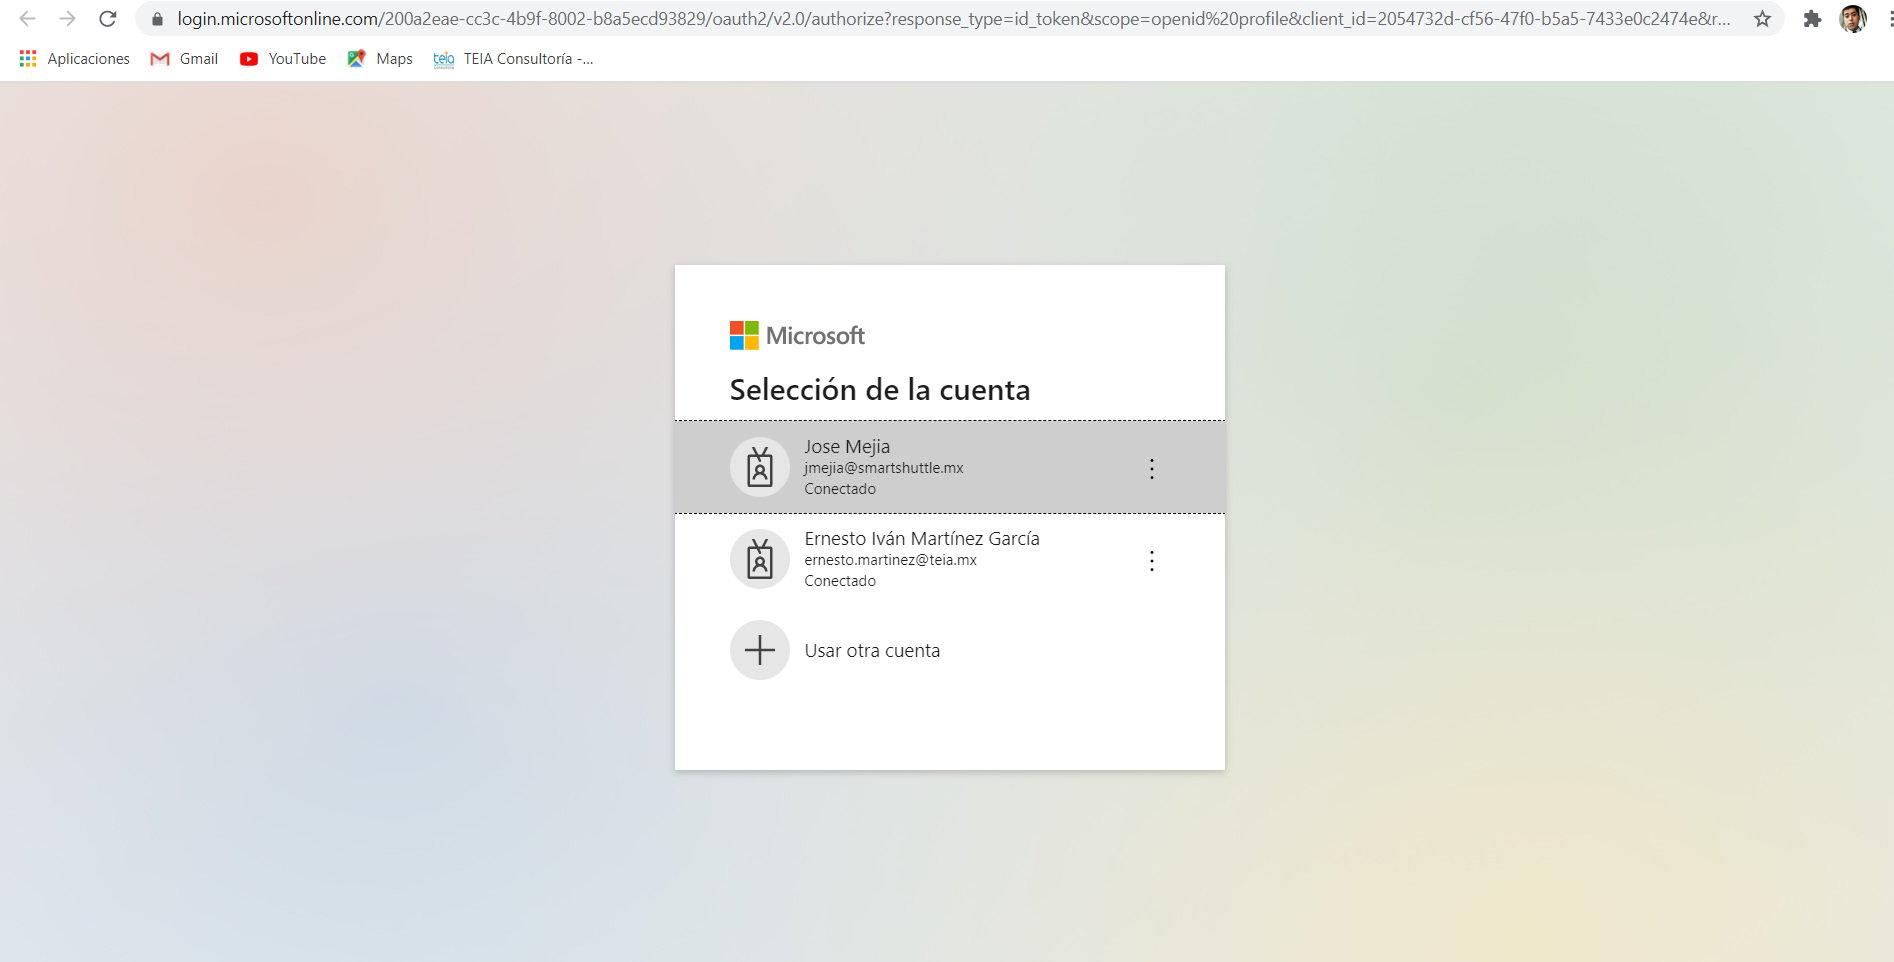 login.microsoftonline.com/200a2eae-cc3c-4b9f-8002-b8a5ecd93829/oauth2/v2.0/authorize?response_type=id_token&scope=openid%20profile&client_id=2054732d-cf56-47f0-b5a5-7433e0c2474e&r...
Aplicaciones
Gmail
YouTube
Maps
teia
TEIA Consultoría -...
Microsoft
Selección de la cuenta
Jose Mejia
jmejia@smartshuttle.mx
Conectado
Ernesto Iván Martínez García
ernesto.martinez@teia.mx
Conectado
Usar otra cuenta